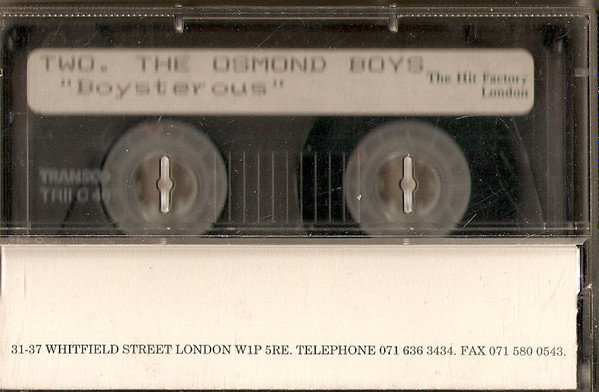 TWO. THE OSMOND BOYS
"Boysterous"
The Hit Factory
London
TRANSCO
31-37 WHITFIELD STREET LONDON W1P 5RE. TELEPHONE 071 636 3434. FAX 071 580 0543.